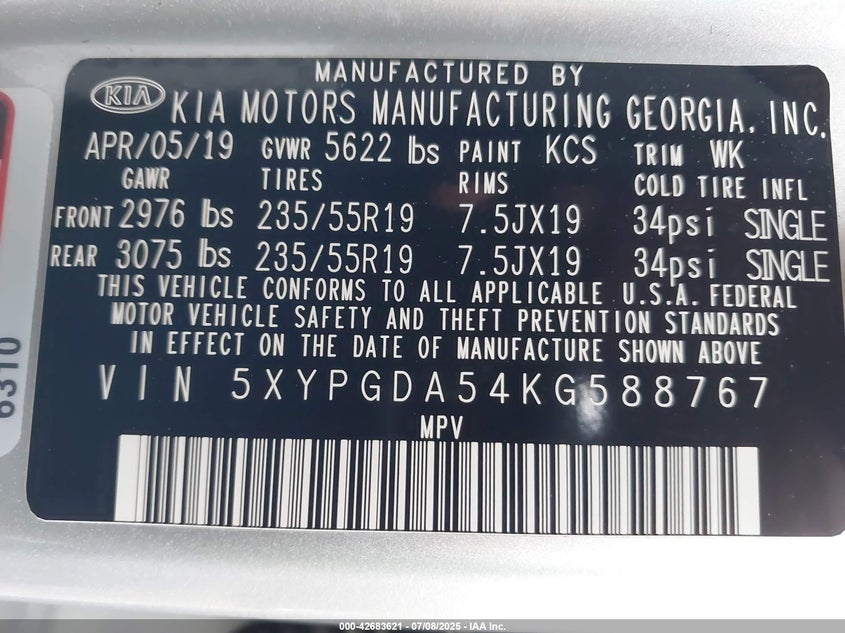 MANUFACTURED BY
KIA KIA MOTORS MANUFACTURING GEORGIA, INC.
APR/05/19 GVWR 5622 lbs PAINT KCS TRIM WK
GAWR TIRES RIMS COLD TIRE INFL
FRONT 2976 lbs 235/55R19 7.5JX19 34psi SINGLE
REAR 3075 lbs 235/55R19 7.5JX19 34psi SINGLE
THIS VEHICLE CONFORMS TO ALL APPLICABLE U.S.A. FEDERAL
MOTOR VEHICLE SAFETY AND THEFT PREVENTION STANDARDS
IN EFFECT ON THE DATE OF MANUFACTURE SHOWN ABOVE
VIN 5XYPGDA54KG588767
MPV
6310
000-42683621 - 07/08/2025 - IAA Inc.